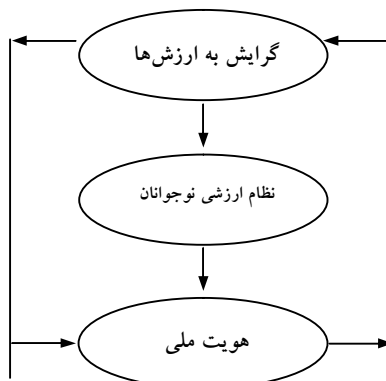 گرایش به ارزش‌ها
نظام ارزشی نوجوانان
هویت ملی